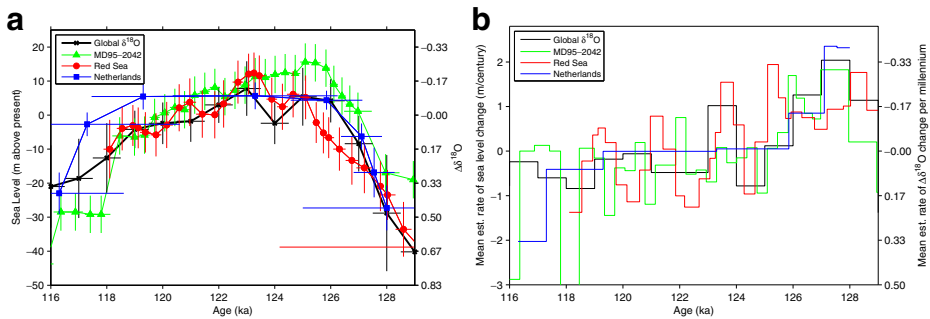 a
Global δ¹⁸O
MD95−2042
Red Sea
Netherlands
Sea Level (m above present)
20
10
0
−10
−20
−30
−40
−50
−0.33
−0.17
−0.00
0.17
0.33
0.50
0.67
0.83
Δδ¹⁸O
116 118 120 122 124 126 128
Age (ka)
b
Global δ¹⁸O
MD95−2042
Red Sea
Netherlands
Mean est. rate of sea level change (m/century)
2
1
0
−1
−2
−3
−0.33
−0.17
−0.00
0.17
0.33
0.50
Mean est. rate of Δδ¹⁸O change per millennium
116 118 120 122 124 126 128
Age (ka)